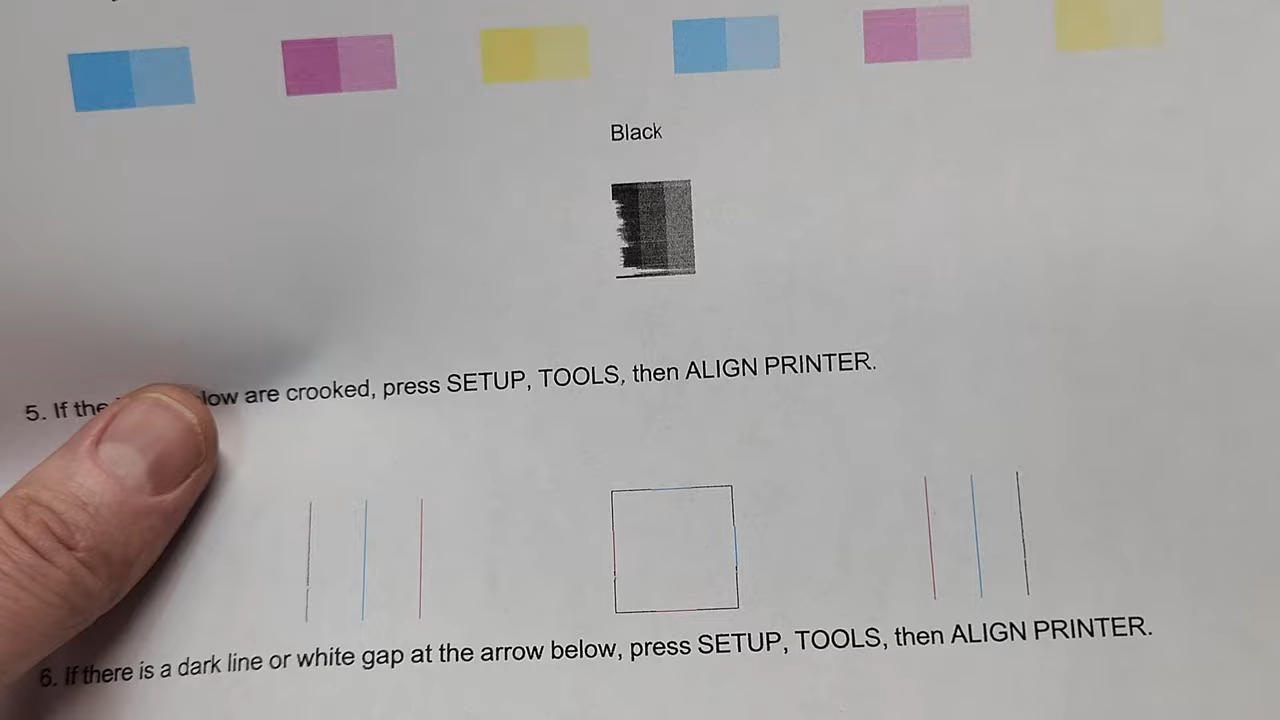 Black
5. If the are crooked, press SETUP, TOOLS, then ALIGN PRINTER.
6. If there is a dark line or white gap at the arrow below, press SETUP, TOOLS, then ALIGN PRINTER.